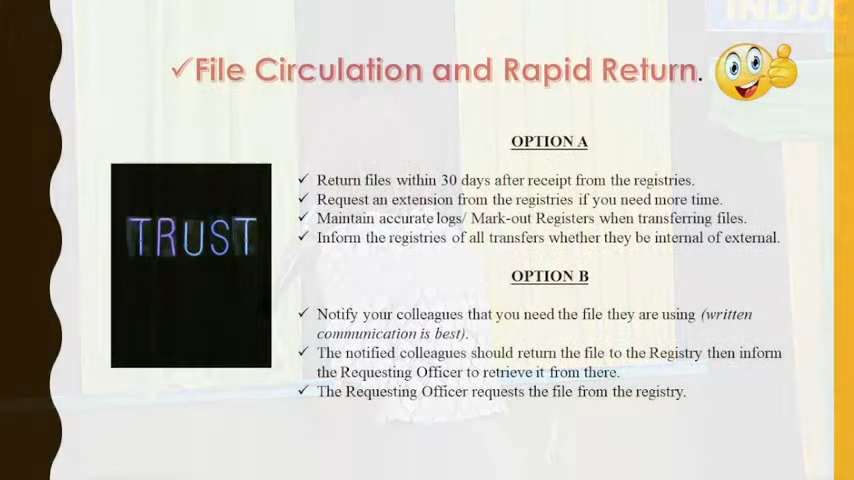 INDUC
✓File Circulation and Rapid Return.
OPTION A
✓ Return files within 30 days after receipt from the registries.
✓ Request an extension from the registries if you need more time.
✓ Maintain accurate logs/ Mark-out Registers when transferring files.
✓ Inform the registries of all transfers whether they be internal of external.
TRUST
OPTION B
✓ Notify your colleagues that you need the file they are using (written
communication is best).
✓ The notified colleagues should return the file to the Registry then inform
the Requesting Officer to retrieve it from there.
✓ The Requesting Officer requests the file from the registry.